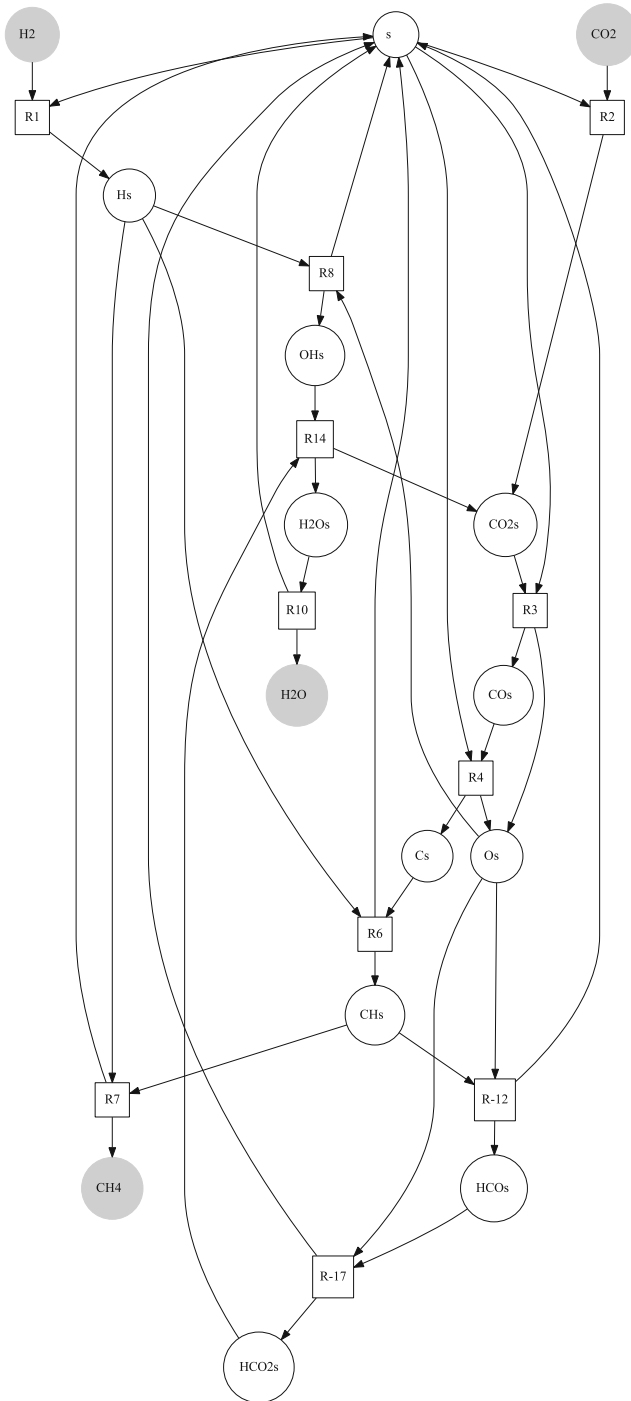 H2
s
CO2
R1
R2
Hs
R8
OHs
R14
H2Os
CO2s
R10
R3
H2O
COs
R4
Cs
Os
R6
CHs
R7
R-12
CH4
HCOs
R-17
HCO2s